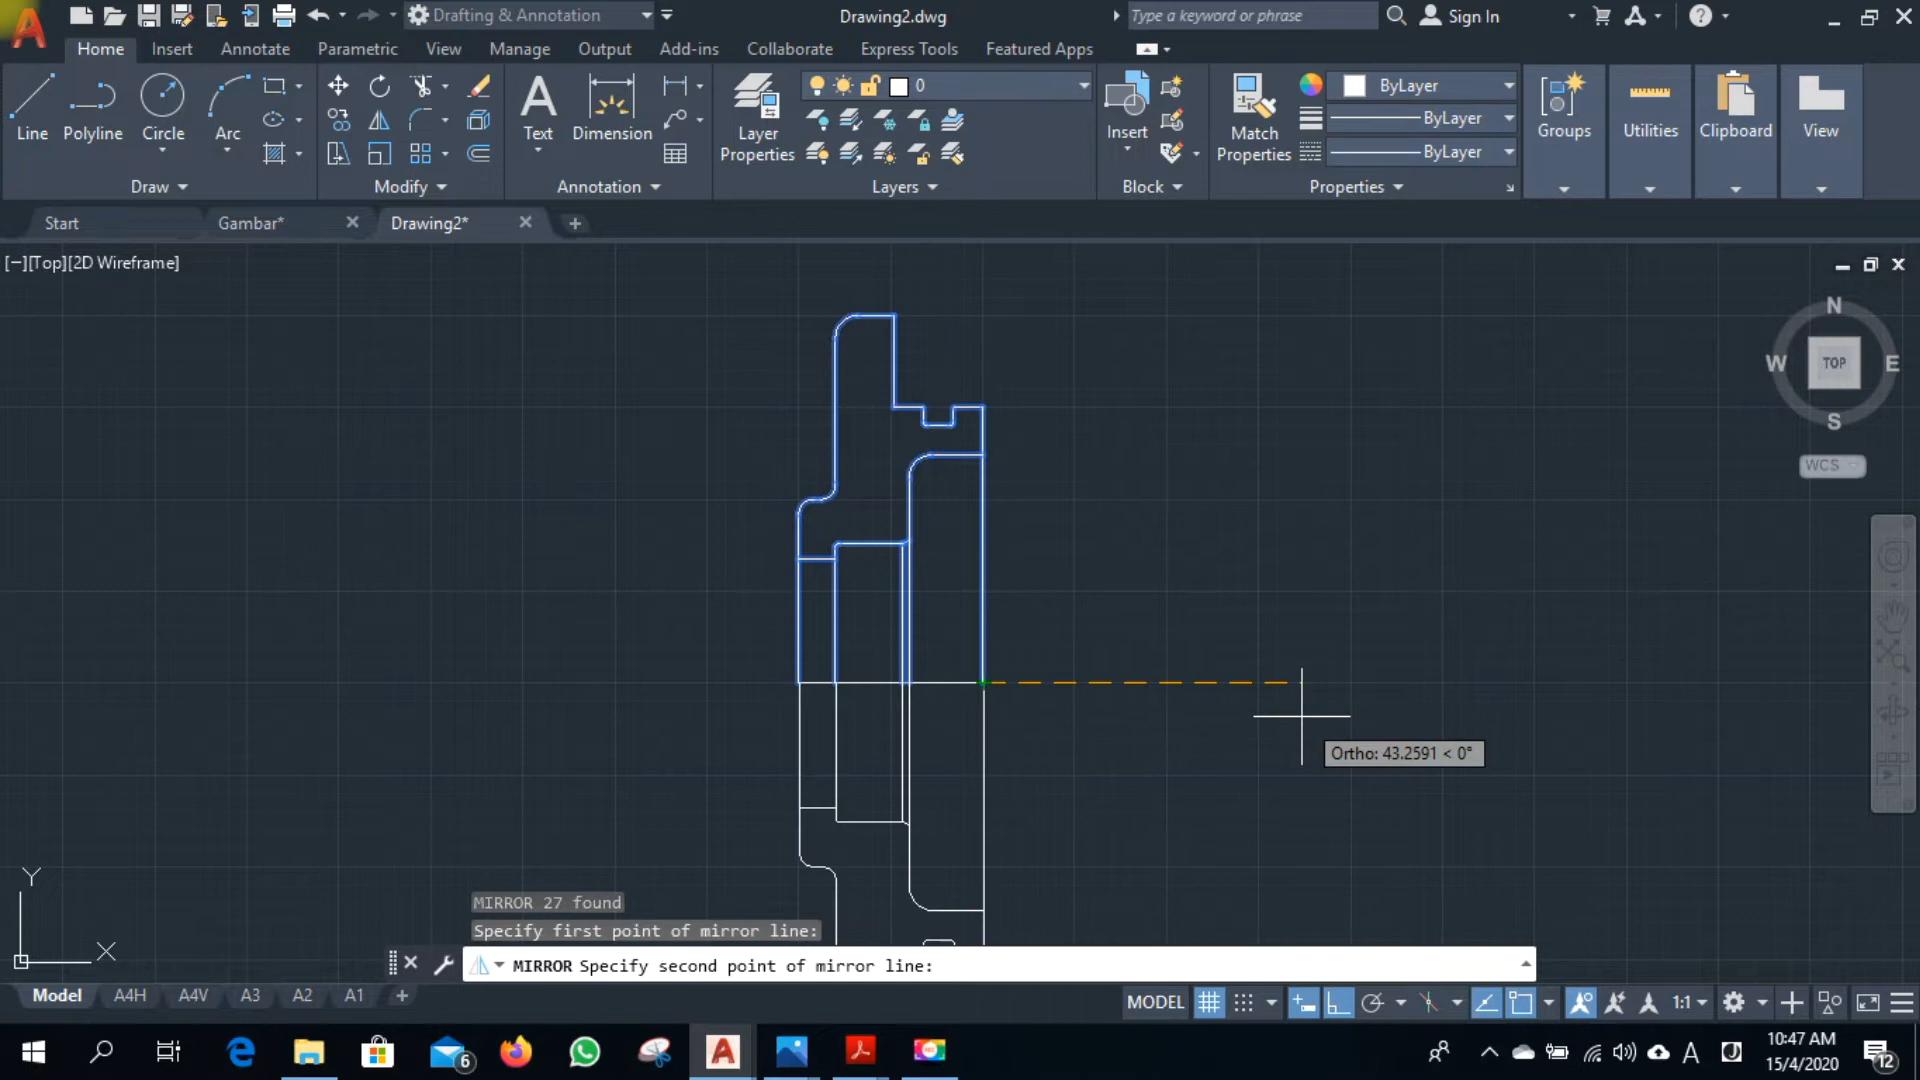 Drafting & Annotation
Drawing2.dwg
Type a keyword or phrase
Sign In
Home
Insert
Annotate
Parametric
View
Manage
Output
Add-ins
Collaborate
Express Tools
Featured Apps
Line
Polyline
Circle
Arc
Draw
Modify
Text
Dimension
Annotation
Layer
Properties
0
Layers
Insert
Block
Match
Properties
ByLayer
ByLayer
ByLayer
Properties
Groups
Utilities
Clipboard
View
Start
Gambar*
Drawing2*
[−][Top][2D Wireframe]
N
W
TOP
E
S
WCS
Ortho: 43.2591 < 0°
Y
X
MIRROR 27 found
Specify first point of mirror line:
MIRROR Specify second point of mirror line:
Model
A4H
A4V
A3
A2
A1
MODEL
1:1
6
10:47 AM
15/4/2020
12